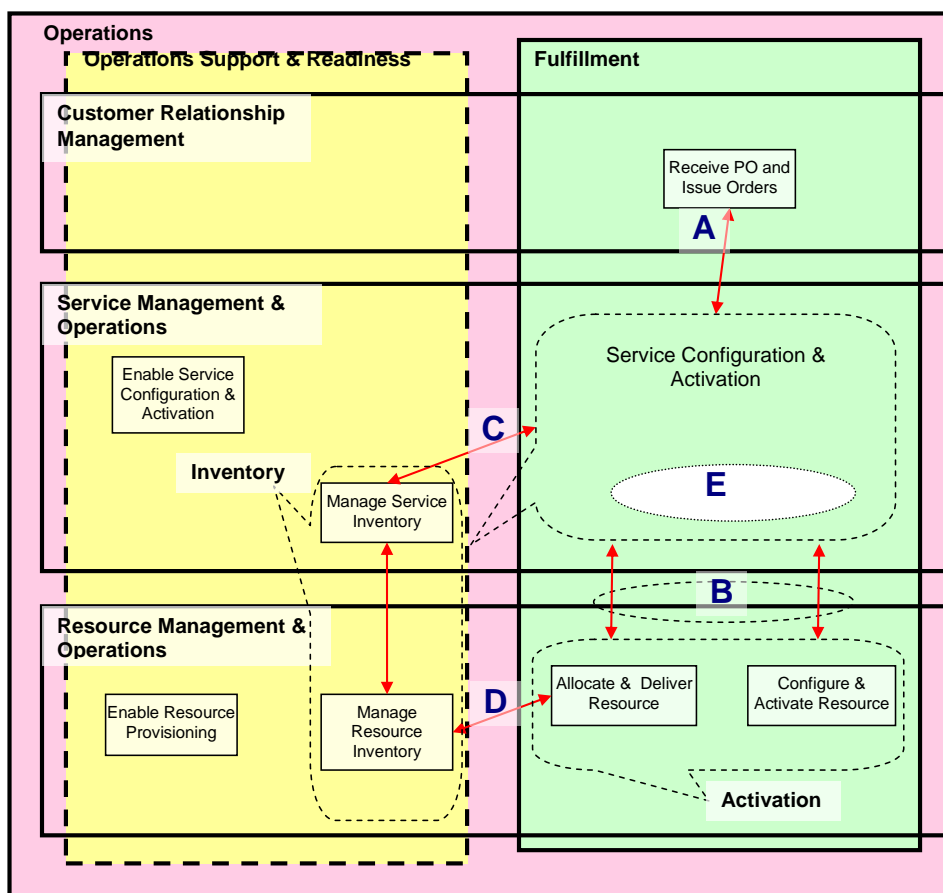 Operations
Operations Support & Readiness
Fulfillment
Customer Relationship
Management
Receive PO and
Issue Orders
A
Service Management &
Operations
Service Configuration &
Activation
Enable Service
Configuration &
Activation
C
Inventory
Manage Service
Inventory
E
B
Resource Management &
Operations
Enable Resource
Provisioning
Manage
Resource
Inventory
D
Allocate & Deliver
Resource
Configure &
Activate Resource
Activation